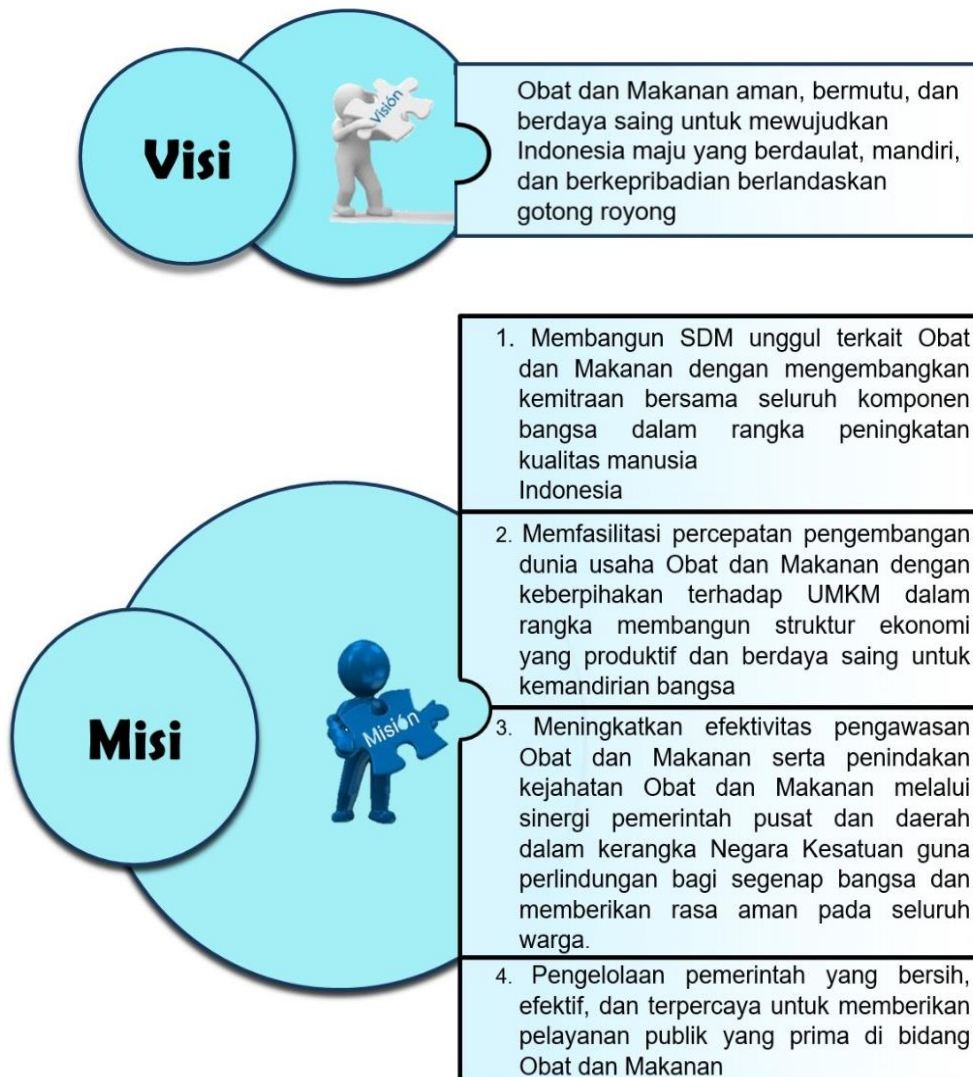 Visi
Visión
Obat dan Makanan aman, bermutu, dan
berdaya saing untuk mewujudkan
Indonesia maju yang berdaulat, mandiri,
dan berkepribadian berlandaskan
gotong royong
Misi
Misión
1. Membangun SDM unggul terkait Obat
dan Makanan dengan mengembangkan
kemitraan bersama seluruh komponen
bangsa dalam rangka peningkatan
kualitas manusia
Indonesia
2. Memfasilitasi percepatan pengembangan
dunia usaha Obat dan Makanan dengan
keberpihakan terhadap UMKM dalam
rangka membangun struktur ekonomi
yang produktif dan berdaya saing untuk
kemandirian bangsa
3. Meningkatkan efektivitas pengawasan
Obat dan Makanan serta penindakan
kejahatan Obat dan Makanan melalui
sinergi pemerintah pusat dan daerah
dalam kerangka Negara Kesatuan guna
perlindungan bagi segenap bangsa dan
memberikan rasa aman pada seluruh
warga.
4. Pengelolaan pemerintah yang bersih,
efektif, dan terpercaya untuk memberikan
pelayanan publik yang prima di bidang
Obat dan Makanan